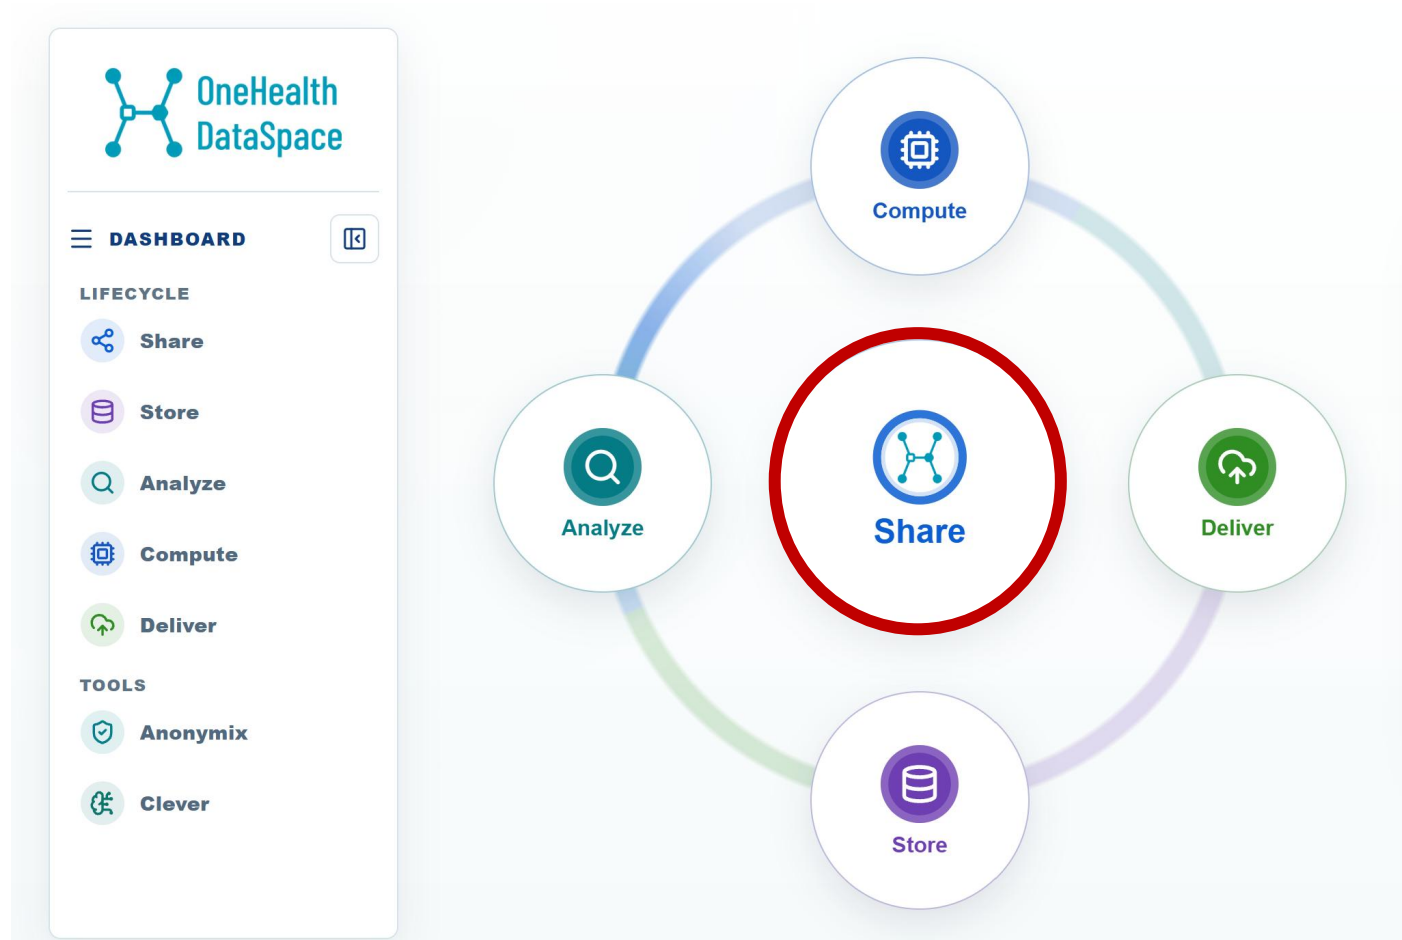 OneHealth
DataSpace
DASHBOARD
LIFECYCLE
Share
Store
Analyze
Compute
Deliver
TOOLS
Anonymix
Clever
Compute
Analyze
Share
Deliver
Store